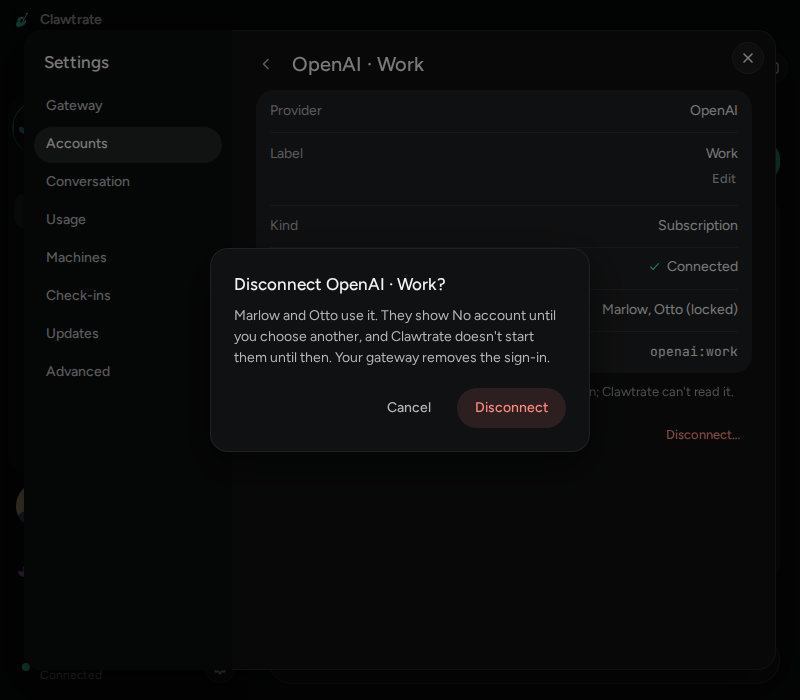 Clawtrate
Settings
OpenAI · Work
Gateway
Accounts
Conversation
Usage
Machines
Check-ins
Updates
Advanced
Provider
OpenAI
Label
Work
Edit
Kind
Subscription
Connected
Marlow, Otto (locked)
openai:work
n; Clawtrate can't read it.
Disconnect...
Disconnect OpenAI · Work?
Marlow and Otto use it. They show No account until
you choose another, and Clawtrate doesn't start
them until then. Your gateway removes the sign-in.
Cancel
Disconnect
Connected